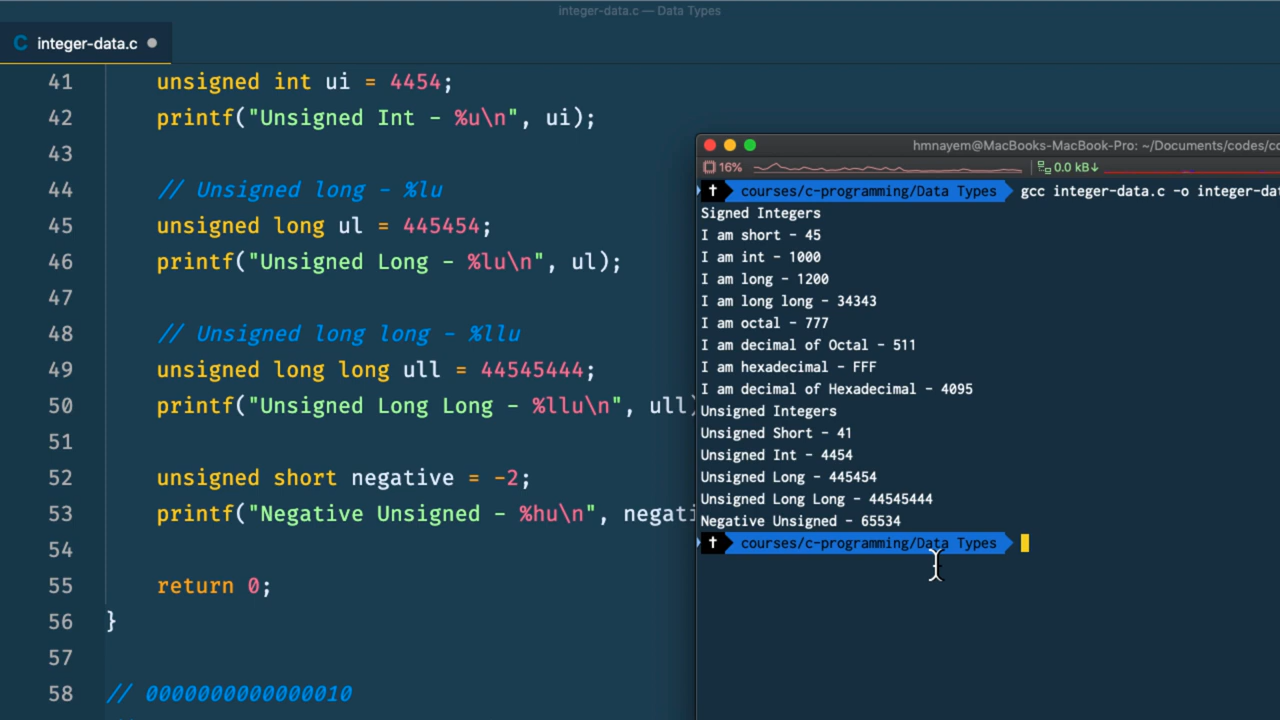 integer-data.c — Data Types
C integer-data.c
41 unsigned int ui = 4454;
42 printf("Unsigned Int - %u\n", ui);
43
44 // Unsigned long - %lu
45 unsigned long ul = 445454;
46 printf("Unsigned Long - %lu\n", ul);
47
48 // Unsigned long long - %llu
49 unsigned long long ull = 44545444;
50 printf("Unsigned Long Long - %llu\n", ull)
51
52 unsigned short negative = -2;
53 printf("Negative Unsigned - %hu\n", negati
54
55 return 0;
56 }
57
58 // 0000000000000010
hmnayem@MacBooks-MacBook-Pro: ~/Documents/codes/co
16% 0.0 kB↓
courses/c-programming/Data Types gcc integer-data.c -o integer-dat
Signed Integers
I am short - 45
I am int - 1000
I am long - 1200
I am long long - 34343
I am octal - 777
I am decimal of Octal - 511
I am hexadecimal - FFF
I am decimal of Hexadecimal - 4095
Unsigned Integers
Unsigned Short - 41
Unsigned Int - 4454
Unsigned Long - 445454
Unsigned Long Long - 44545444
Negative Unsigned - 65534
courses/c-programming/Data Types